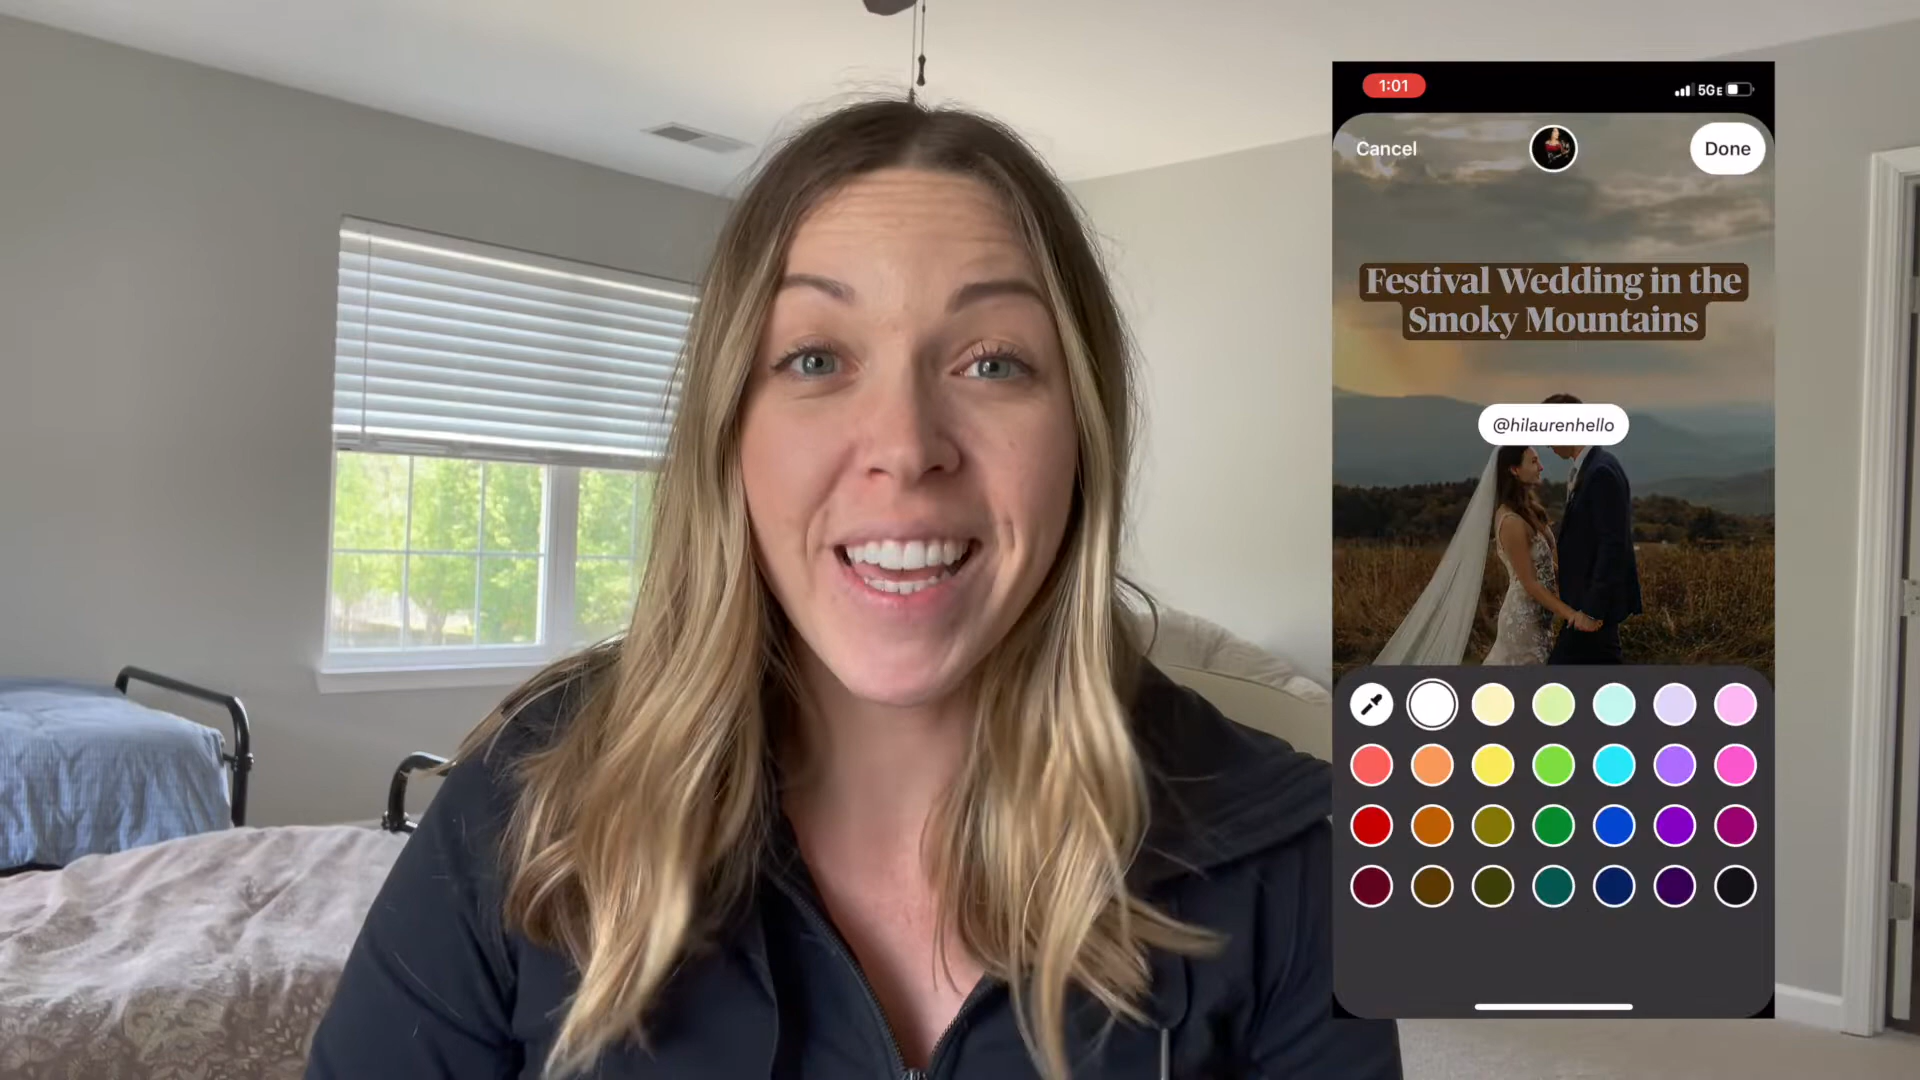 1:01
5GE
Cancel
Done
Festival Wedding in the
Smoky Mountains
@hilaurenhello